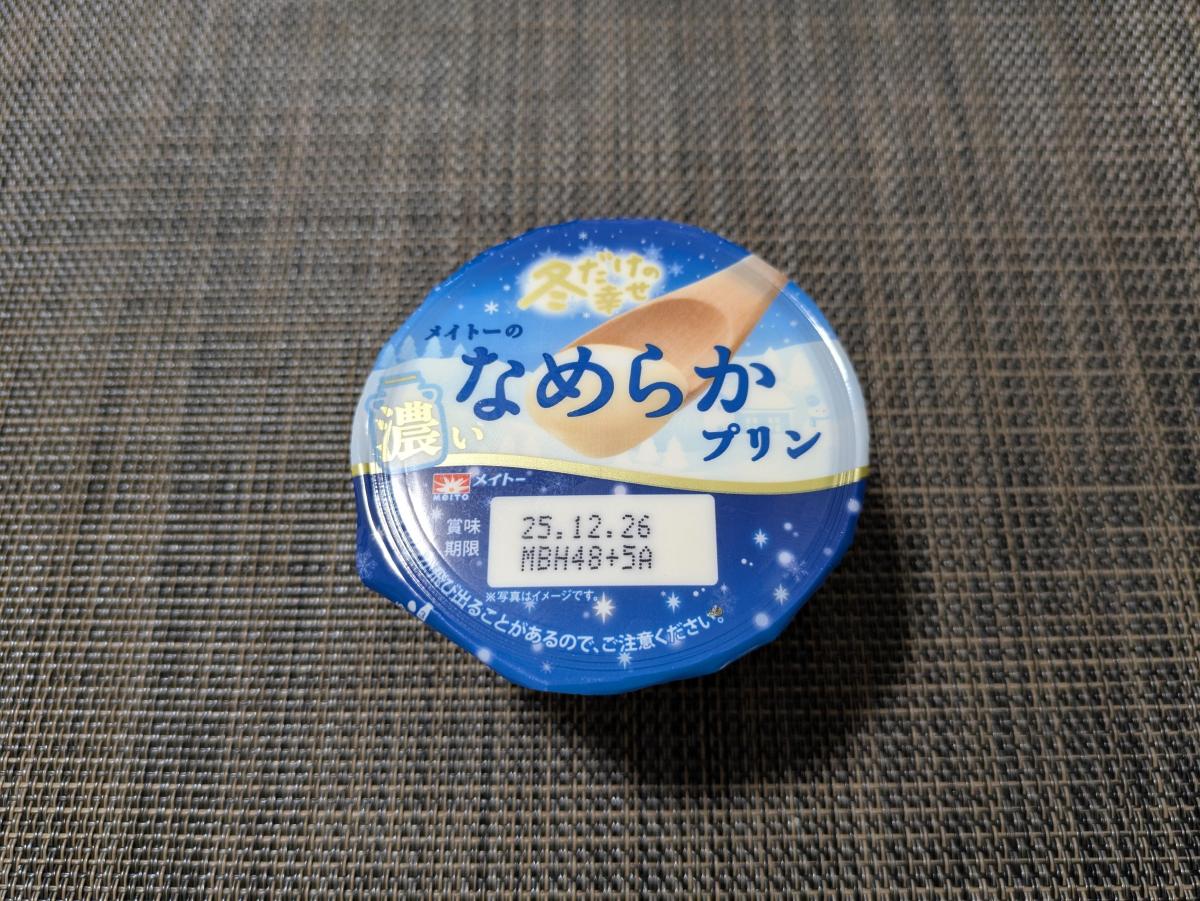 冬だけの
幸せ
メイトーの
なめらか
濃い
プリン
MEITO メイトー
賞味
期限
25.12.26
MBH48+5A
※写真はイメージです。
飛び出ることがあるので、ご注意ください。